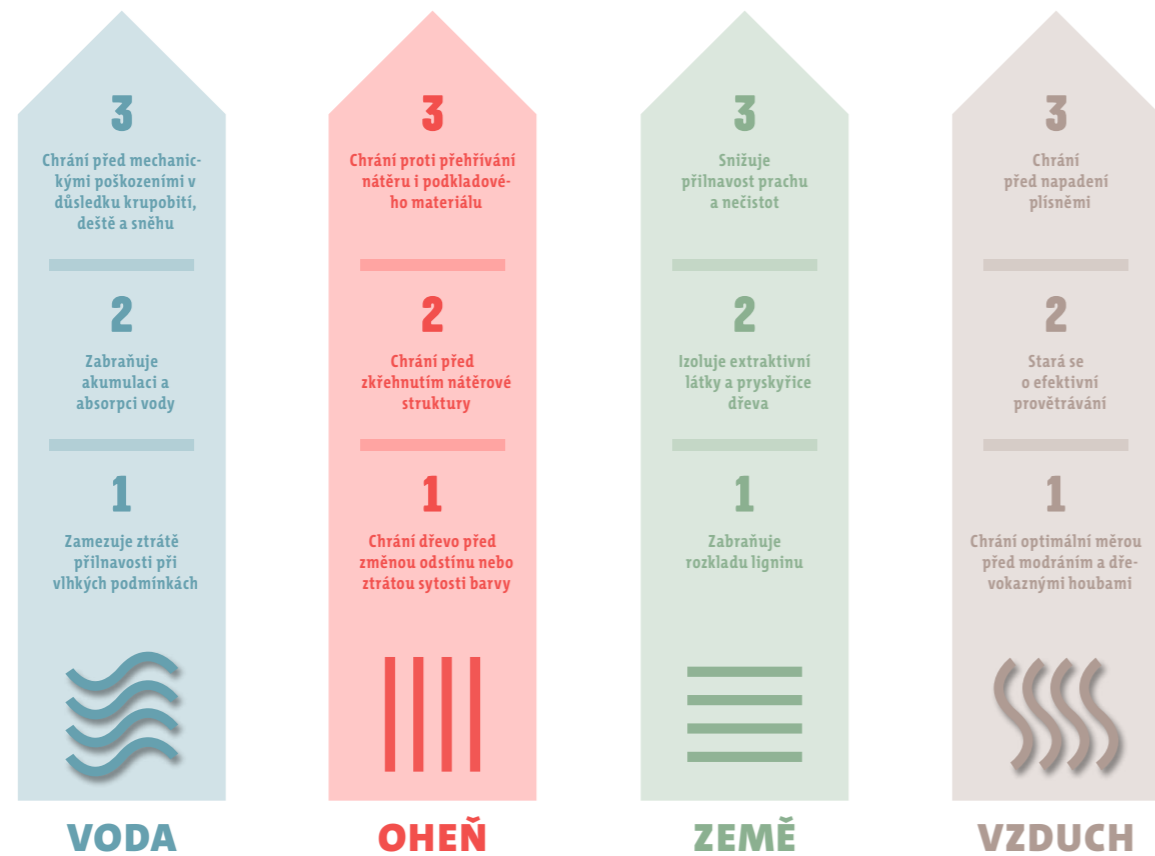 3
Chrání před mechanic-
kými poškozeními v
důsledku krupobití,
deště a sněhu
2
Zabraňuje
akumulaci a
absorpci vody
1
Zamezuje ztrátě
přilnavosti při
vlhkých podmínkách
VODA
3
Chrání proti přehřívání
nátěru i podkladové-
ho materiálu
2
Chrání před
zkřehnutím nátěrové
struktury
1
Chrání dřevo před
změnou odstínu nebo
ztrátou sytosti barvy
OHEŇ
3
Snižuje
přilnavost prachu
a nečistot
2
Izoluje extraktivní
látky a pryskyřice
dřeva
1
Zabraňuje
rozkladu ligninu
ZEMĚ
3
Chrání
před napadení
plísněmi
2
Stará se
o efektivní
provětrávání
1
Chrání optimální měrou
před modráním a dře-
vokaznými houbami
VZDUCH